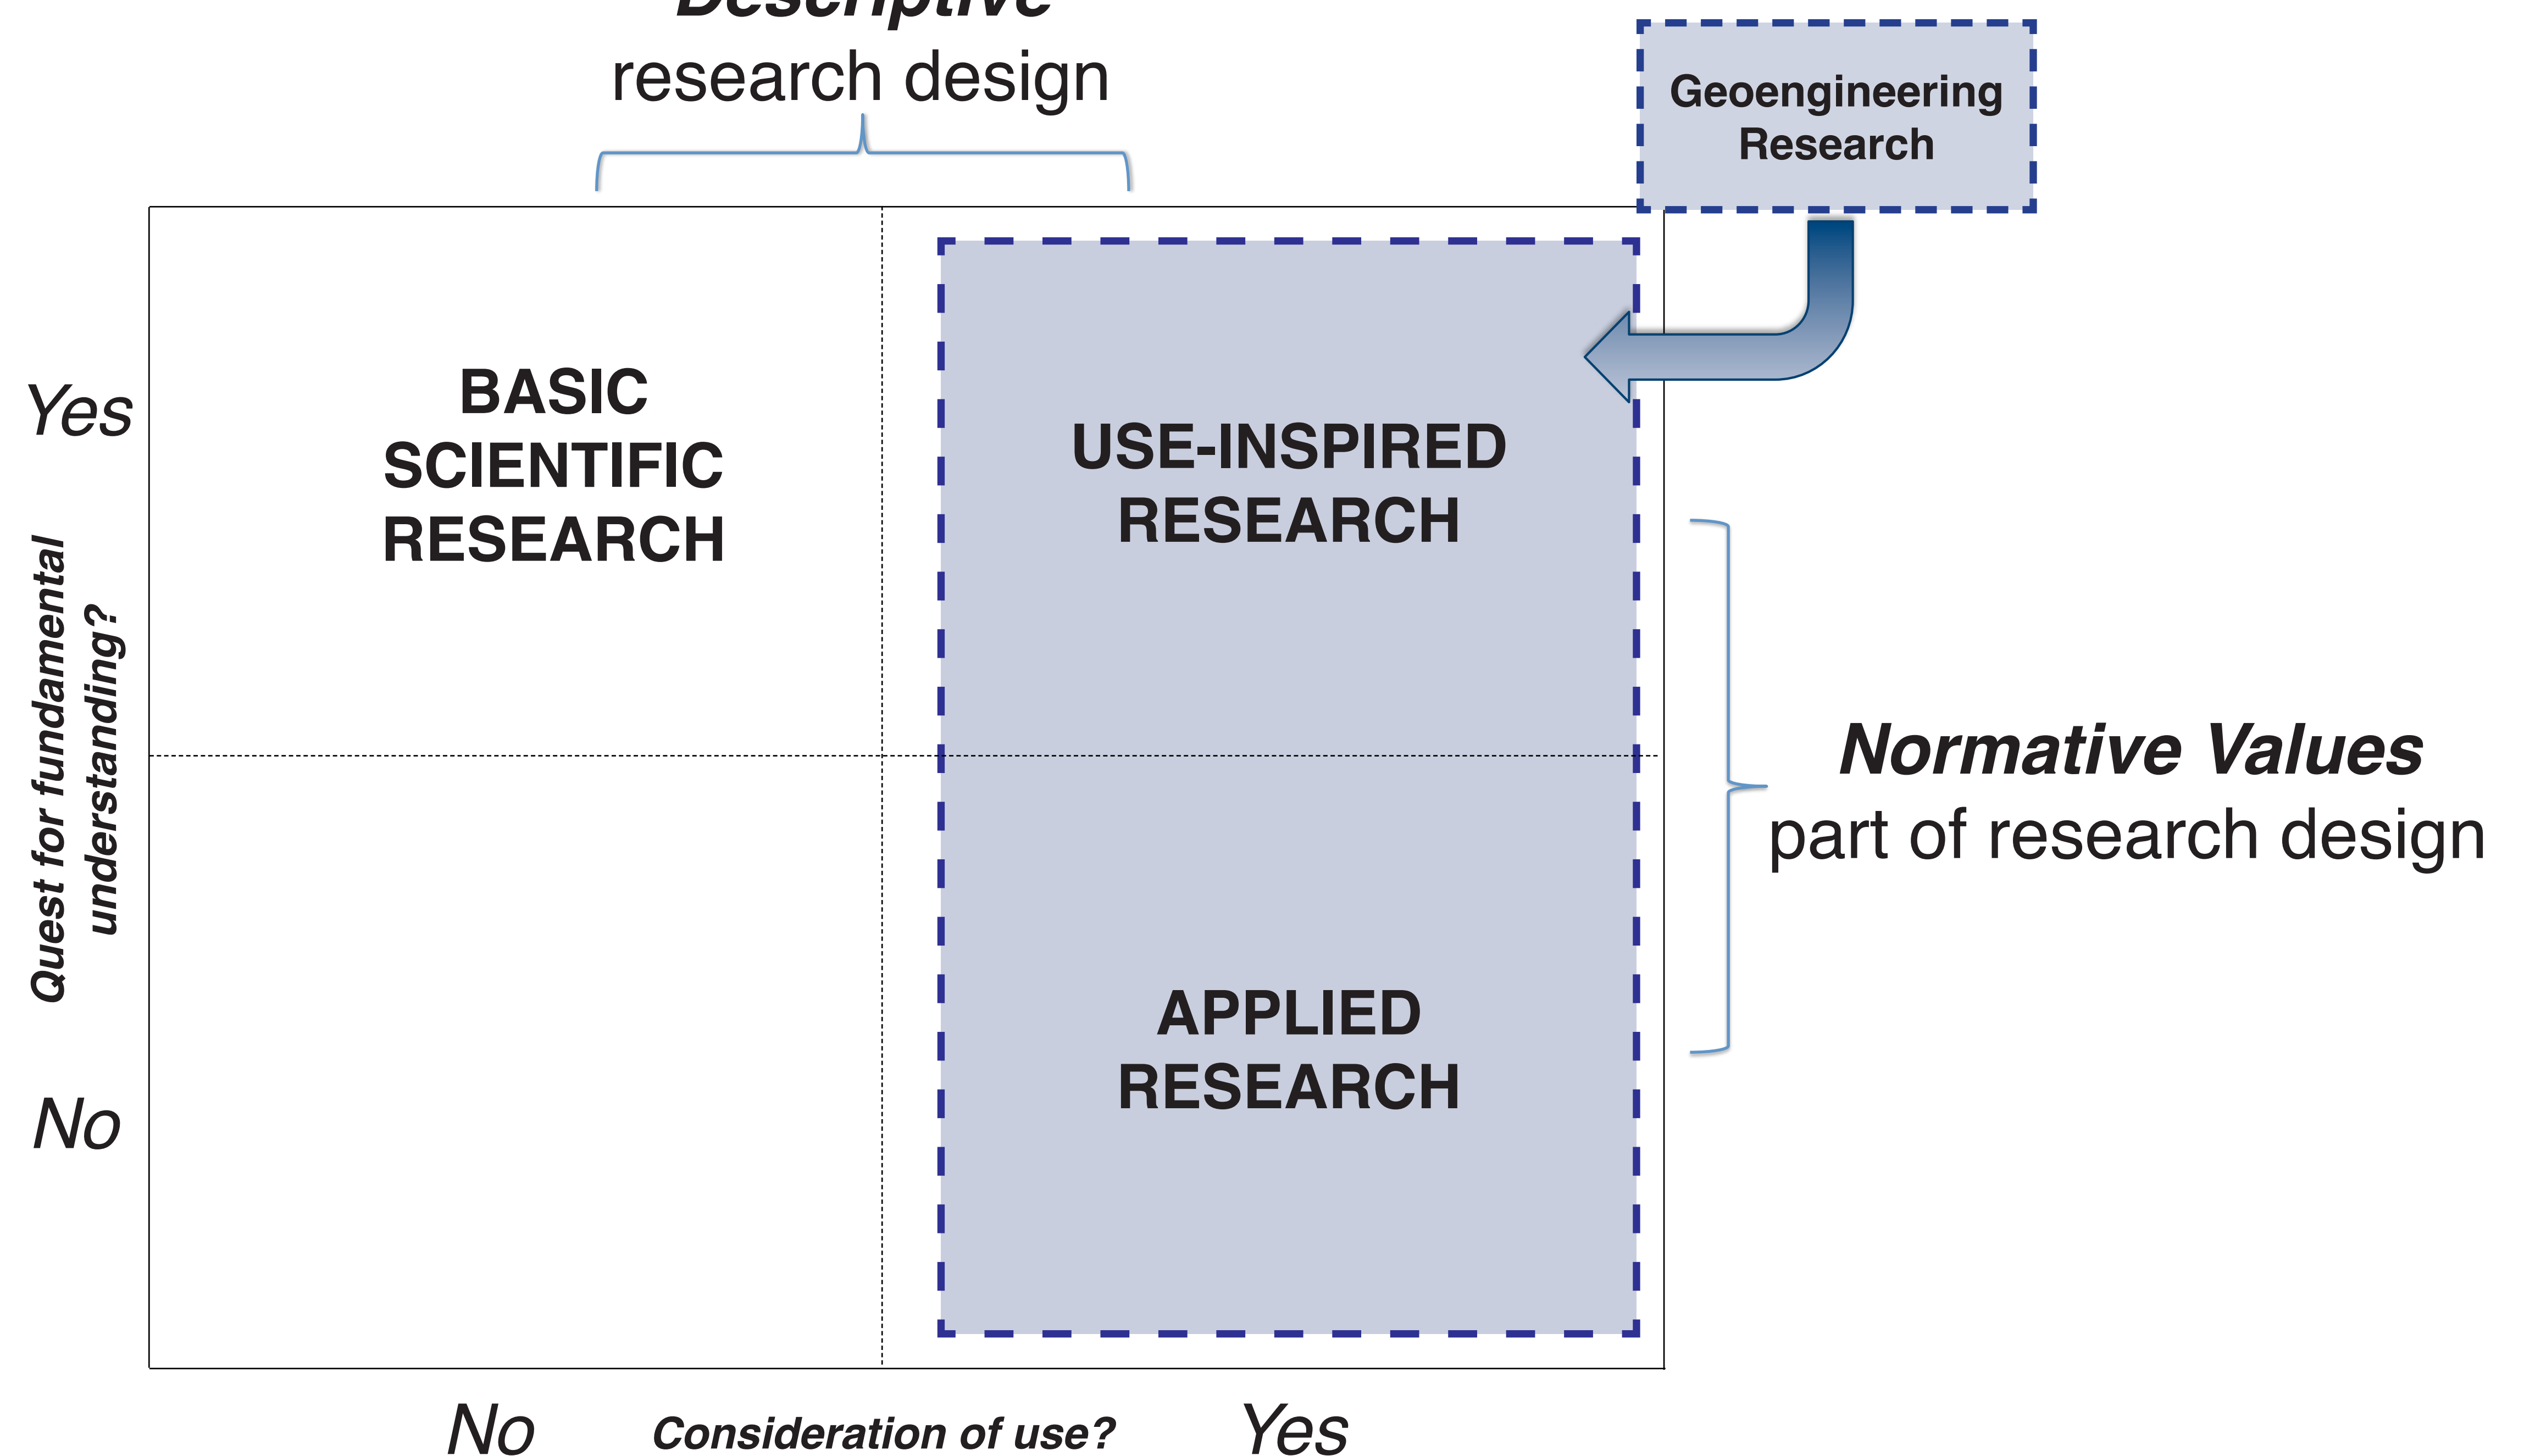 Descriptive
research design
Geoengineering
Research
Yes
BASIC
SCIENTIFIC
RESEARCH
USE-INSPIRED
RESEARCH
Quest for fundamental
understanding?
Normative Values
part of research design
APPLIED
RESEARCH
No
No
Consideration of use?
Yes